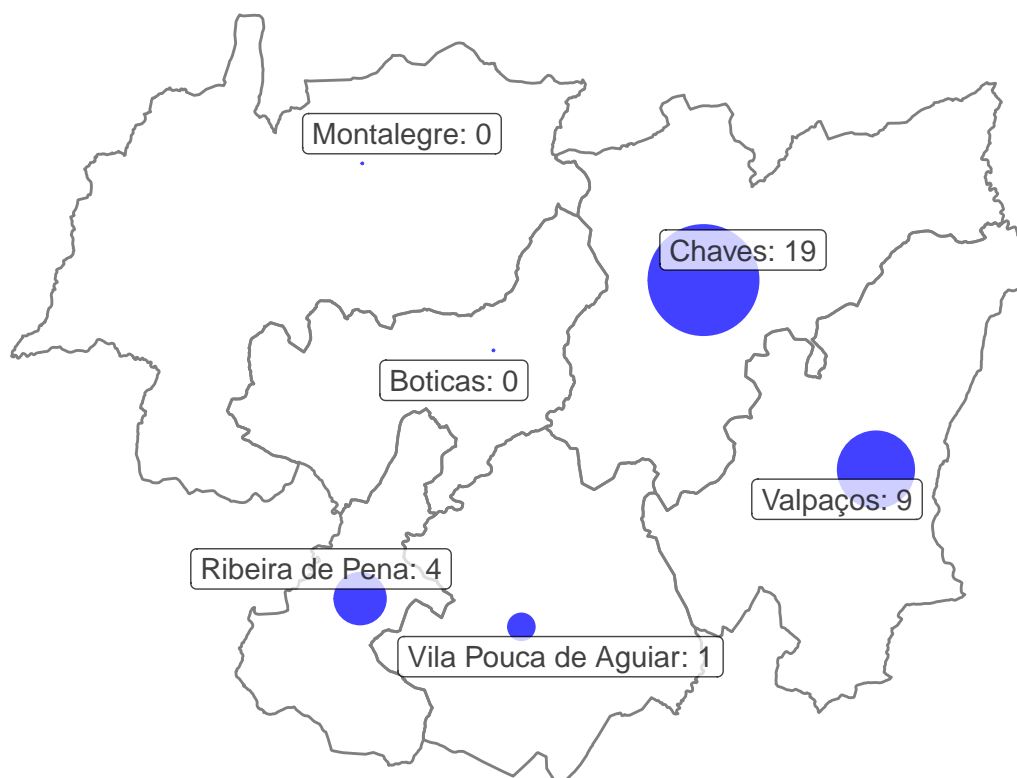 Montalegre: 0
Chaves: 19
Boticas: 0
Valpaços: 9
Ribeira de Pena: 4
Vila Pouca de Aguiar: 1